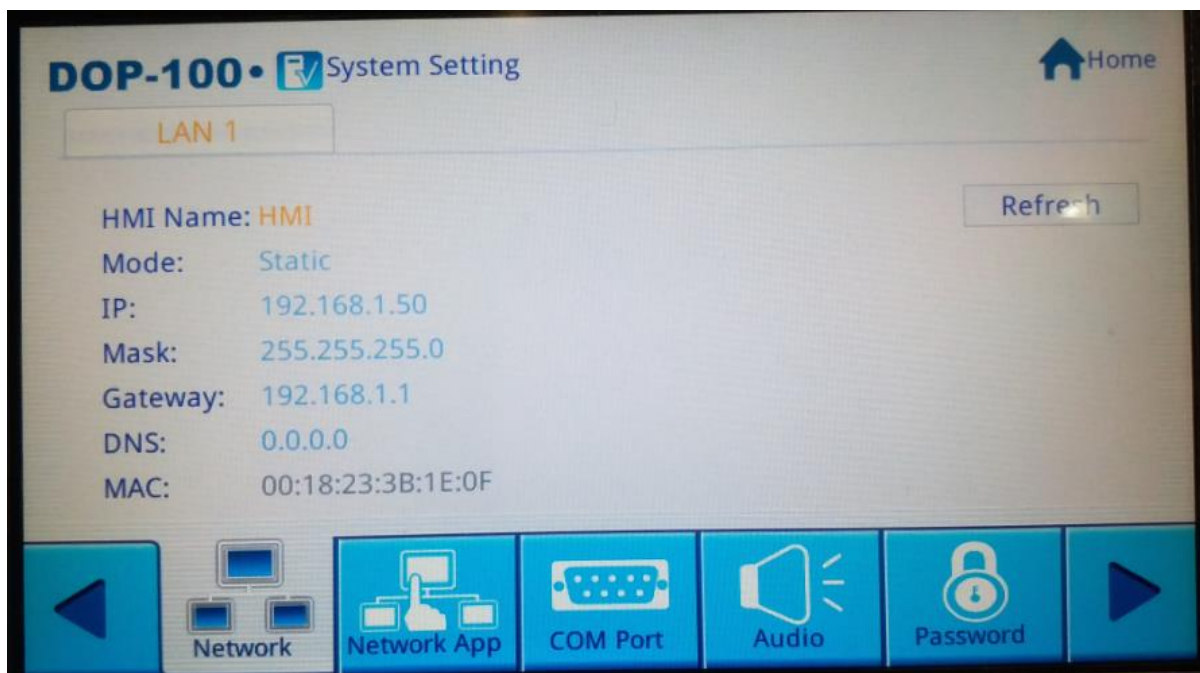 DOP-100• System Setting Home
LAN 1
HMI Name: HMI Refresh
Mode: Static
IP: 192.168.1.50
Mask: 255.255.255.0
Gateway: 192.168.1.1
DNS: 0.0.0.0
MAC: 00:18:23:3B:1E:0F
Network Network App COM Port Audio Password